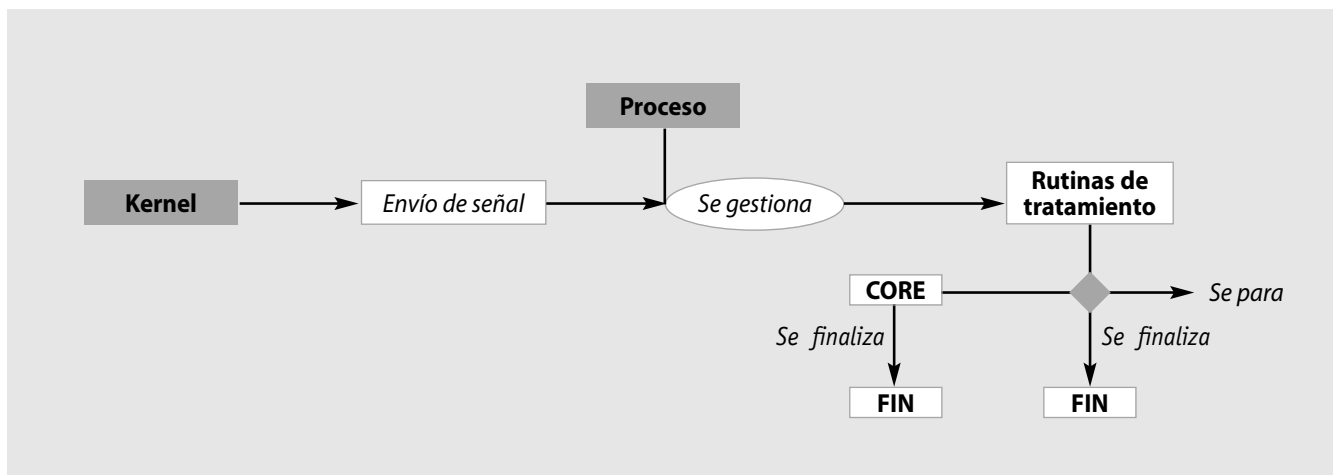 Proceso
Kernel
Envío de señal
Se gestiona
Rutinas de
tratamiento
CORE
Se para
Se finaliza
Se finaliza
FIN
FIN